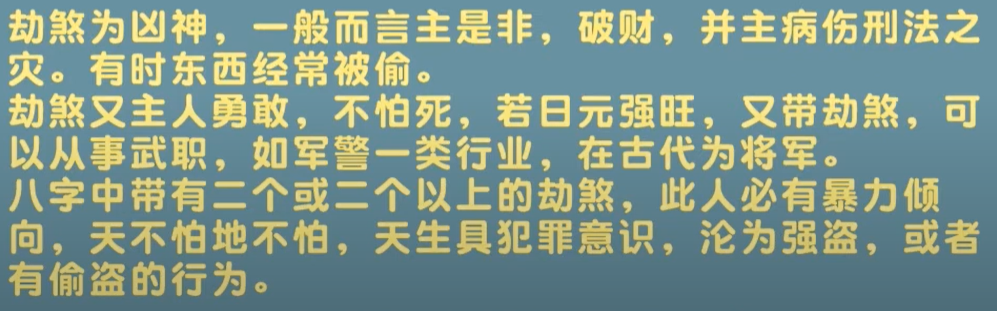 劫煞为凶神，一般而言主是非，破财，并主病伤刑法之
灾。有时东西经常被偷。
劫煞又主人勇敢，不怕死，若日元强旺，又带劫煞，可
以从事武职，如军警一类行业，在古代为将军。
八字中带有二个或二个以上的劫煞，此人必有暴力倾
向，天不怕地不怕，天生具犯罪意识，沦为强盗，或者
有偷盗的行为。